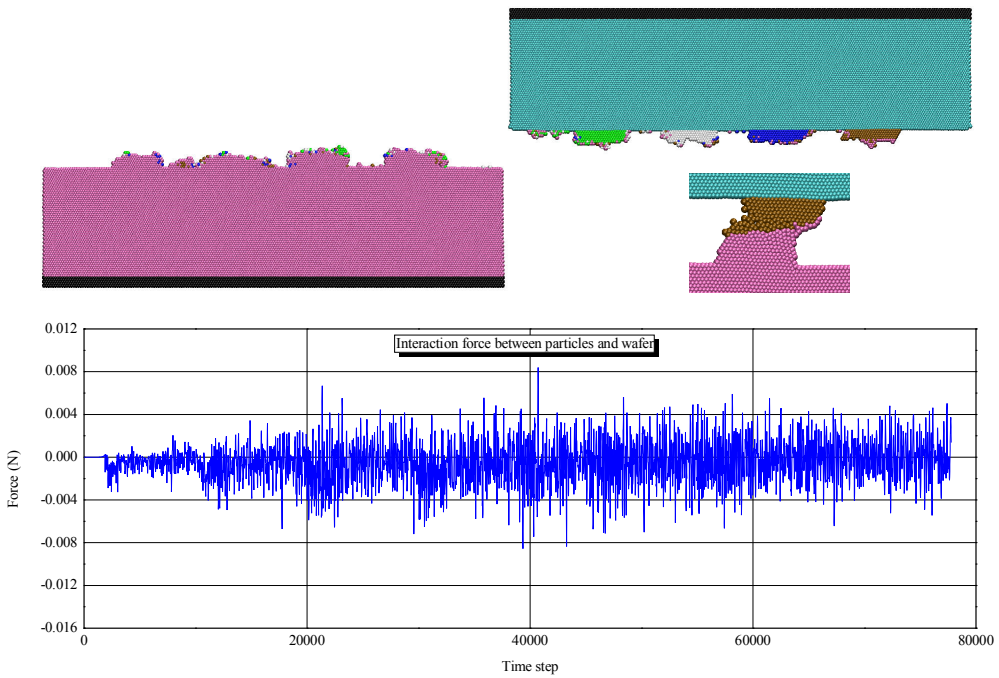 0.012
Interaction force between particles and wafer
0.008
0.004
0.000
-0.004
-0.008
-0.012
-0.016
Force (N)
0 20000 40000 60000 80000
Time step